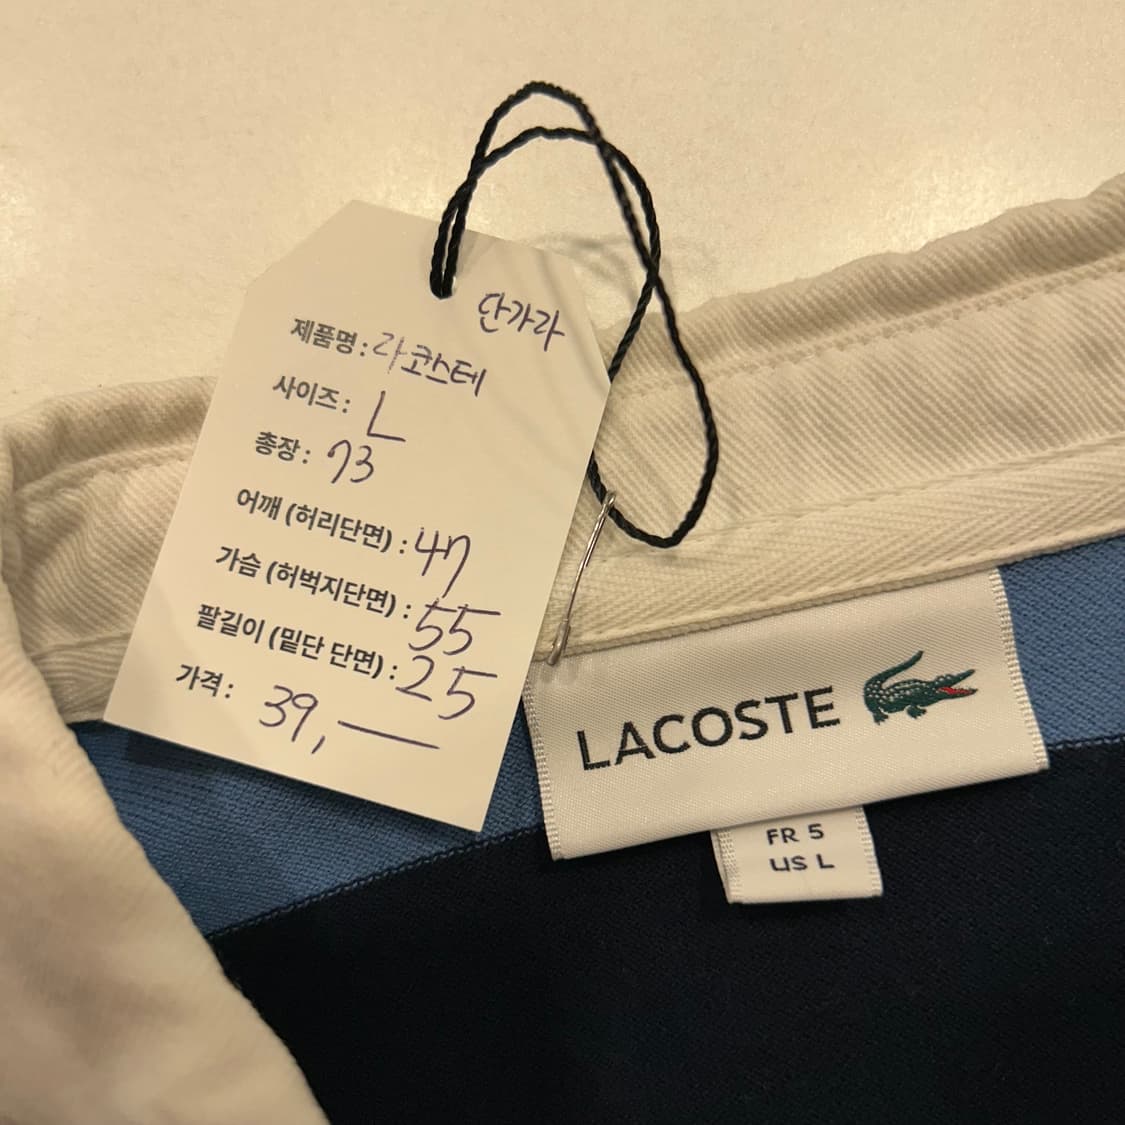 단가라
제품명 : 라코스테
사이즈 : L
총장 : 73
어깨 (허리단면) : 47
가슴 (허벅지단면) : 55
팔길이 (밑단 단면) : 25
가격 : 39,—
LACOSTE
FR 5
US L